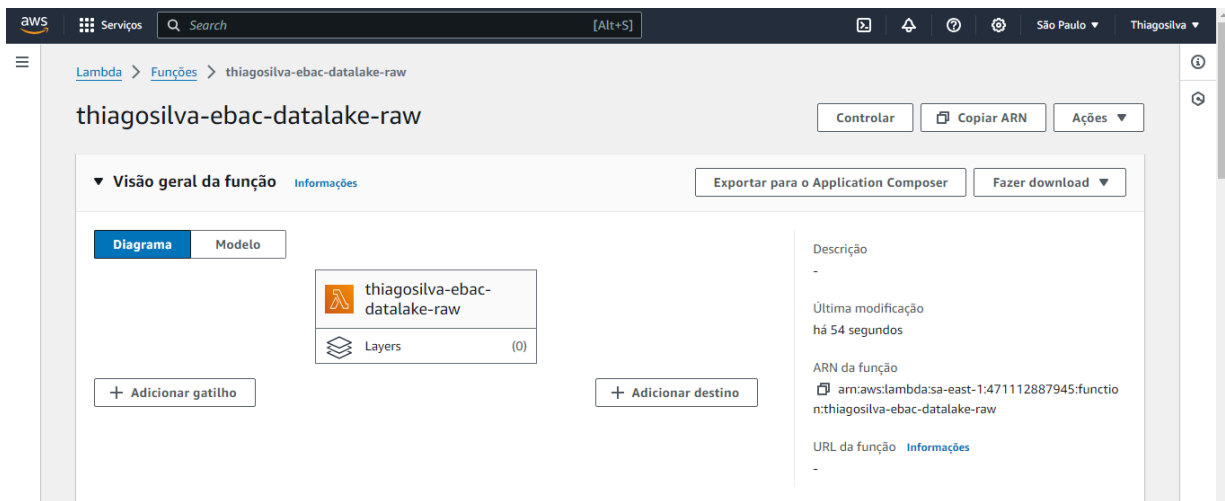 aws Serviços Search [Alt+S] São Paulo Thiagosilva
Lambda > Funções > thiagosilva-ebac-datalake-raw
thiagosilva-ebac-datalake-raw
Controlar Copiar ARN Ações
Visão geral da função Informações
Exportar para o Application Composer Fazer download
Diagrama Modelo
thiagosilva-ebac-
datalake-raw
Layers (0)
+ Adicionar gatilho
+ Adicionar destino
Descrição
-
Última modificação
há 54 segundos
ARN da função
arn:aws:lambda:sa-east-1:471112887945:functio
n:thiagosilva-ebac-datalake-raw
URL da função Informações
-